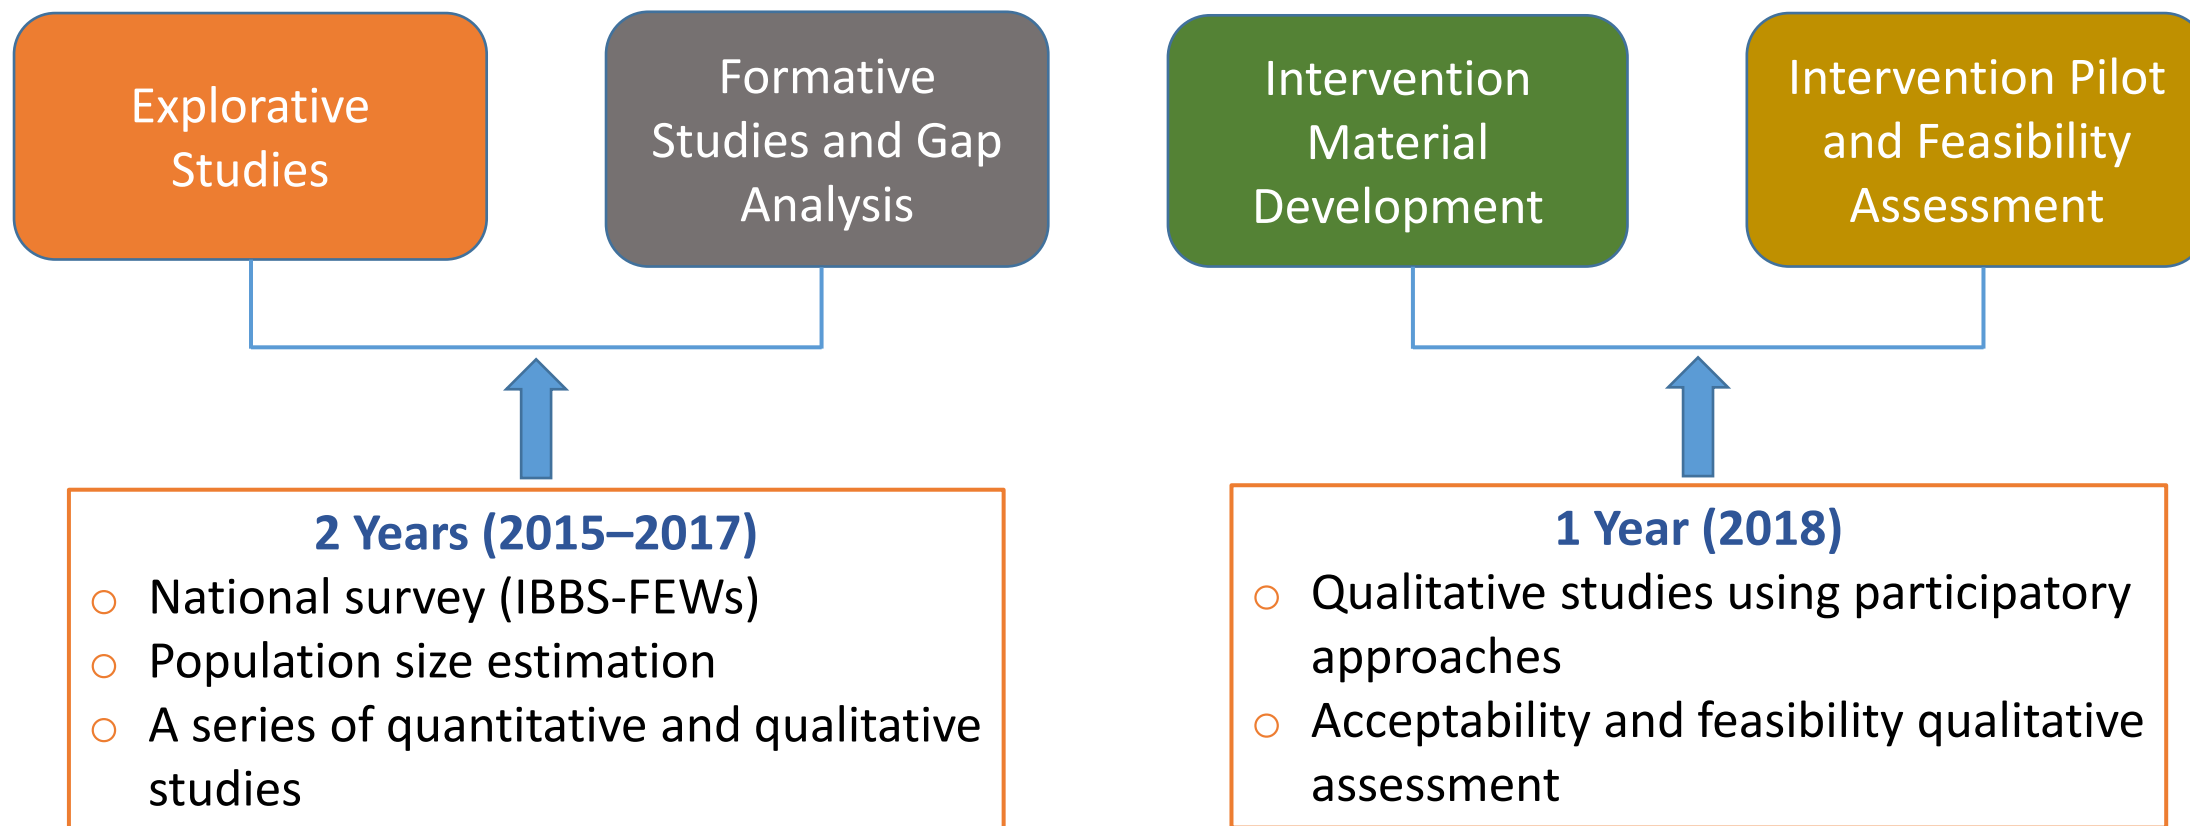 Explorative
Studies
Formative
Studies and Gap
Analysis
Intervention
Material
Development
Intervention Pilot
and Feasibility
Assessment
2 Years (2015–2017)
○ National survey (IBBS-FEWs)
○ Population size estimation
○ A series of quantitative and qualitative
studies
1 Year (2018)
○ Qualitative studies using participatory
approaches
○ Acceptability and feasibility qualitative
assessment